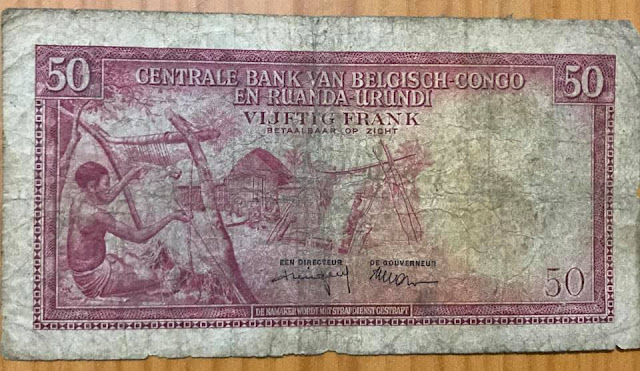 50 50
CENTRALE BANK VAN BELGISCH-CONGO
EN RUANDA-URUNDI
VIJFTIG FRANK
BETAALBAAR OP ZICHT
EEN DIRECTEUR DE GOUVERNEUR
50
DE NAMAKER WORDT MET STRAFDIENST GESTRAFT